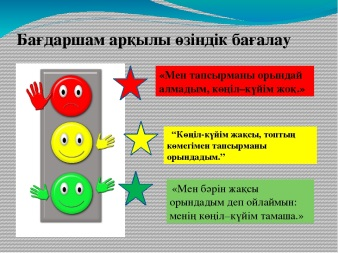 Бағдаршам арқылы өзіндік бағалау
«Мен тапсырманы орындай
алмадым, көңіл–күйім жоқ.»
“Көңіл-күйім жақсы, топтың
көмегімен тапсырманы
орындадым.”
«Мен бәрін жақсы
орындадым деп ойлаймын:
менің көңіл–күйім тамаша.»